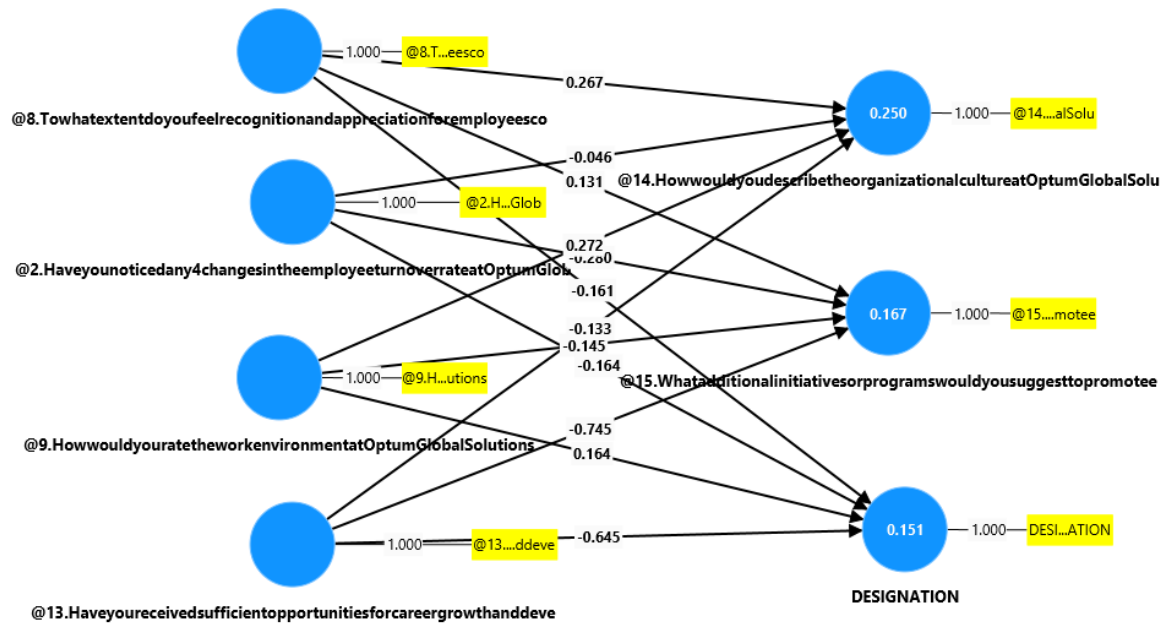 1.000
@8.T...eesco
0.267
0.250
1.000
@14....alSolu
@8.Towhatextentdoyoufeelrecognitionandappreciationforemployeesco
-0.046
0.131
@14.HowwouldyoudescribetheorganizationalcultureatOptumGlobalSolu
1.000
@2.H...Glob
0.272
-0.280
@2.Haveyounoticedany4changesintheemployeeturnoverrateatOptumGlob
-0.161
0.167
1.000
@15....motee
-0.133
-0.145
-0.164
1.000
@9.H...utions
@15.Whatadditionalinitiativesorprogramswouldyousuggesttopromotee
-0.745
@9.HowwouldyouratetheworkenvironmentatOptumGlobalSolutions
0.164
0.151
1.000
DESI...ATION
1.000
@13....ddeve
-0.645
DESIGNATION
@13.Haveyoureceivedsufficientopportunitiesforcareergrowthanddeve